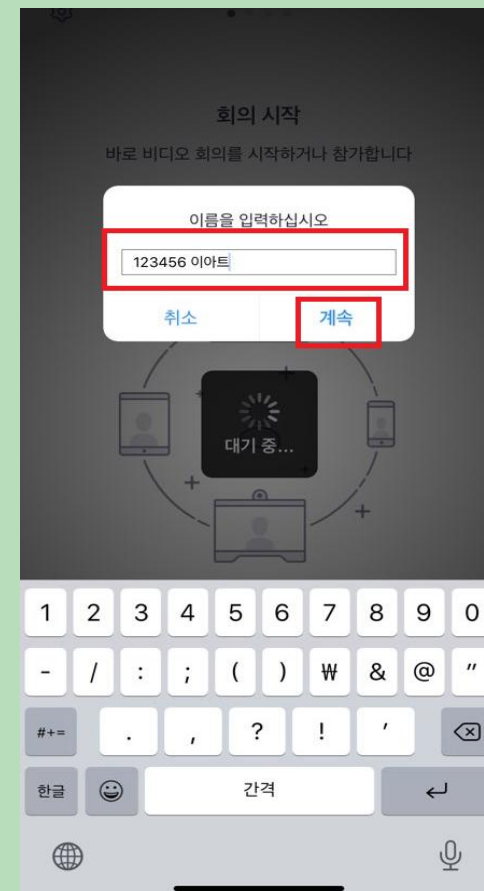 회의 시작
바로 비디오 회의를 시작하거나 참가합니다
이름을 입력하십시오
123456 이아트
취소 계속
대기 중...
1 2 3 4 5 6 7 8 9 0
- / : ; ( ) ₩ & @ "
#+= . , ? ! '
한글 간격